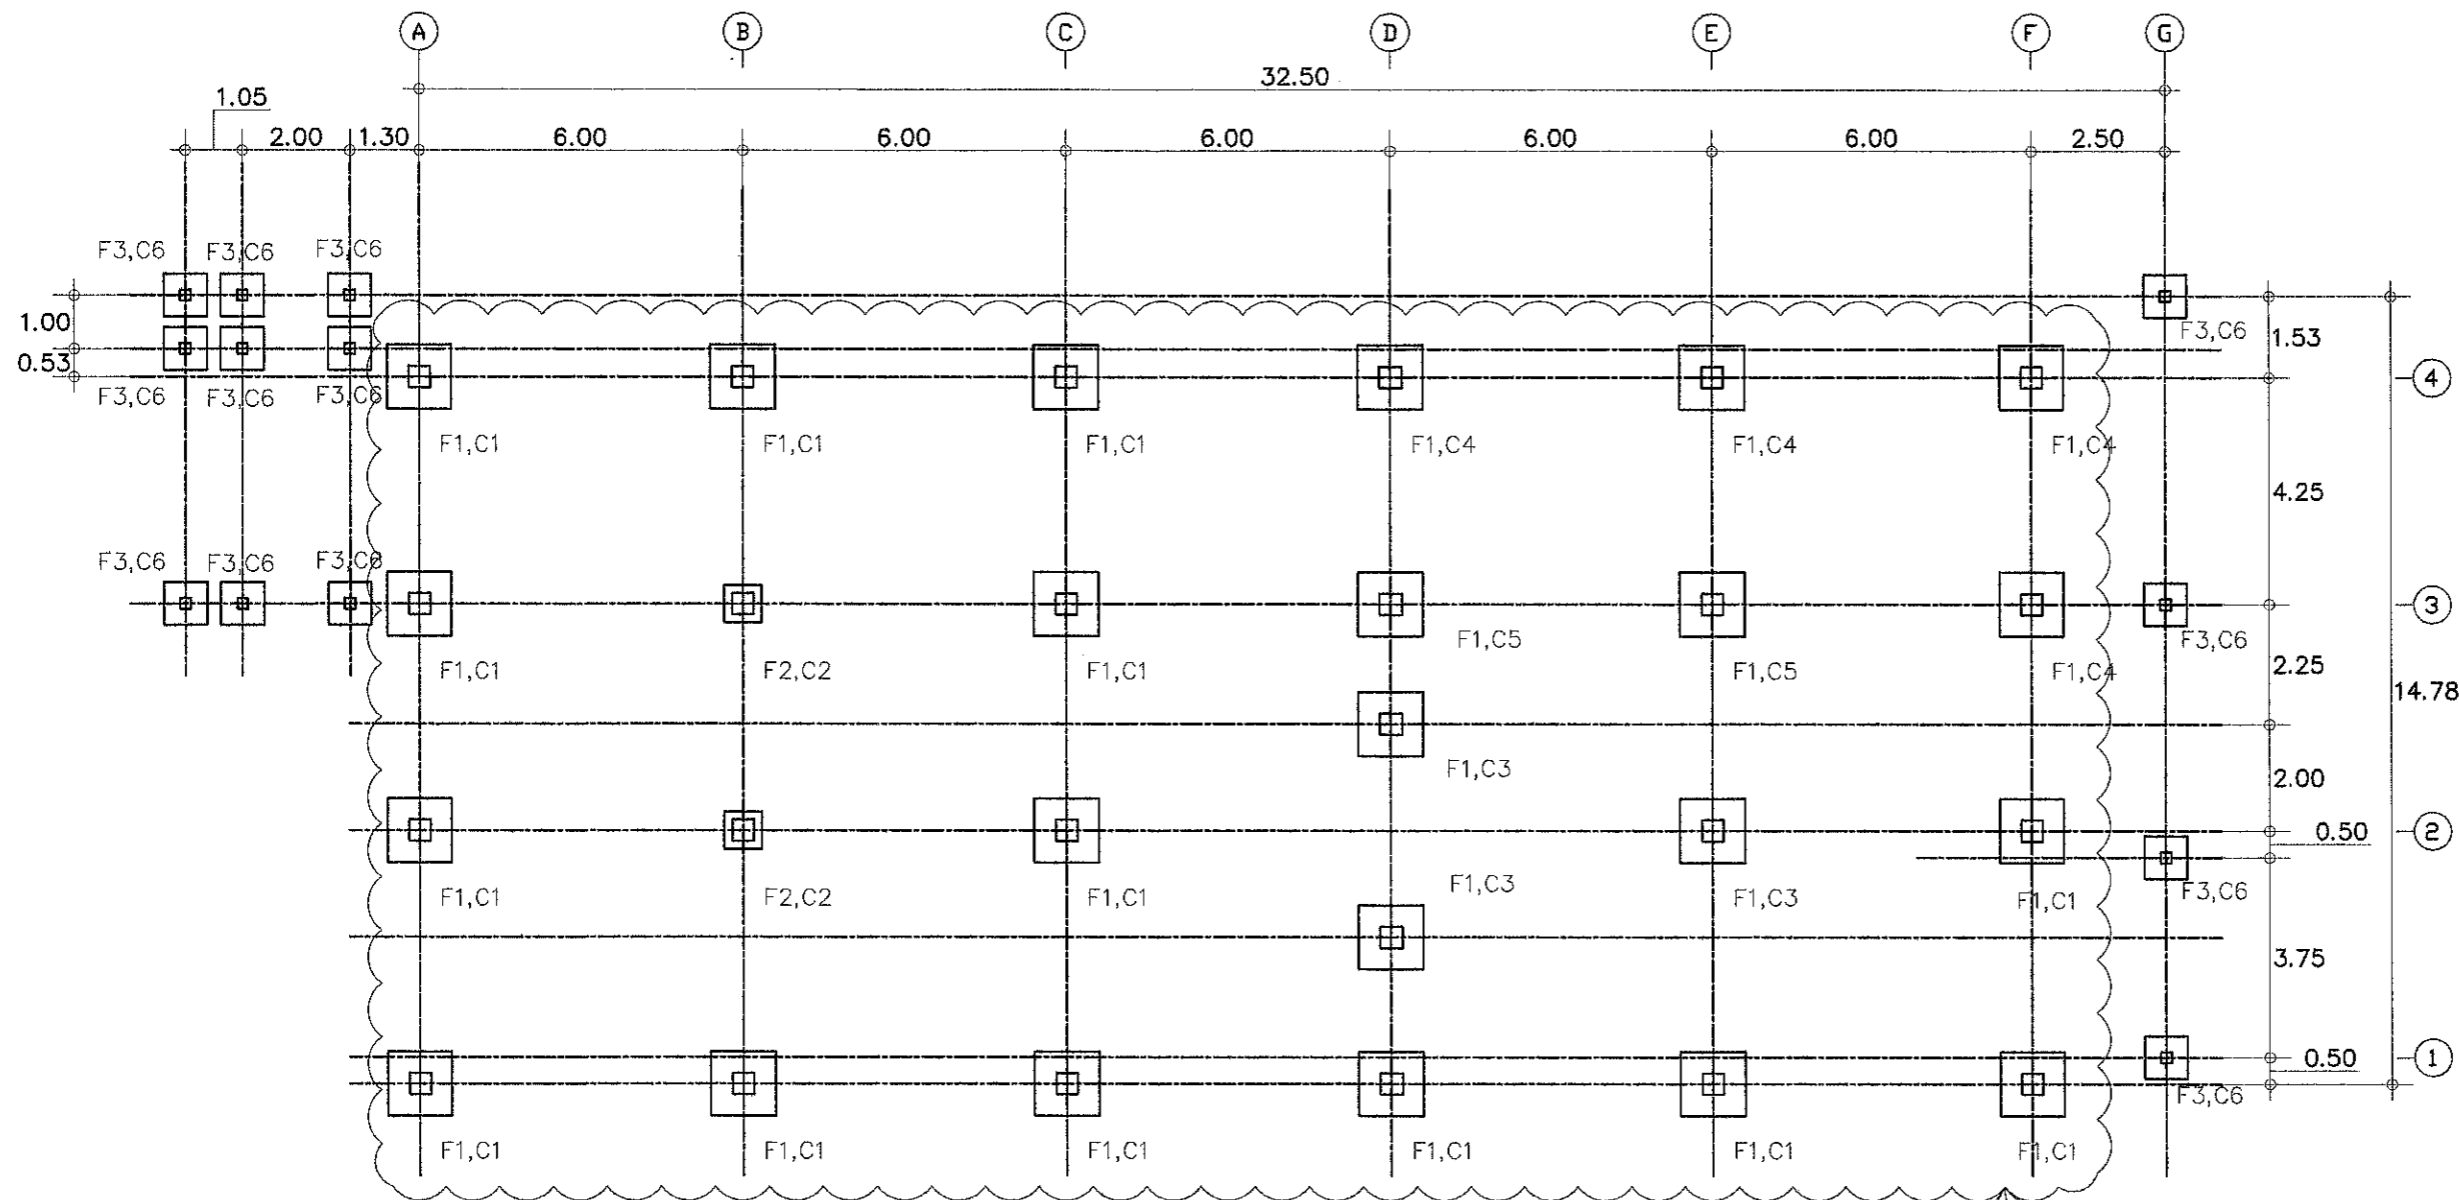 A B C D E F G
32.50
1.05
2.00 1.30 6.00 6.00 6.00 6.00 6.00 2.50
F3,C6 F3,C6 F3,C6
1.00
F3,C6 1.53
0.53
4
F3,C6 F3,C6 F3,C6
F1,C1 F1,C1 F1,C1 F1,C4 F1,C4 F1,C4
4.25
F3,C6 F3,C6 F3,C6
3
F1,C5 F3,C6
F1,C1 F2,C2 F1,C1 F1,C5 F1,C4 2.25
14.78
F1,C3 2.00
0.50 2
F1,C3 F3,C6
F1,C1 F2,C2 F1,C1 F1,C3 F1,C1
3.75
0.50 1
F3,C6
F1,C1 F1,C1 F1,C1 F1,C1 F1,C1 F1,C1